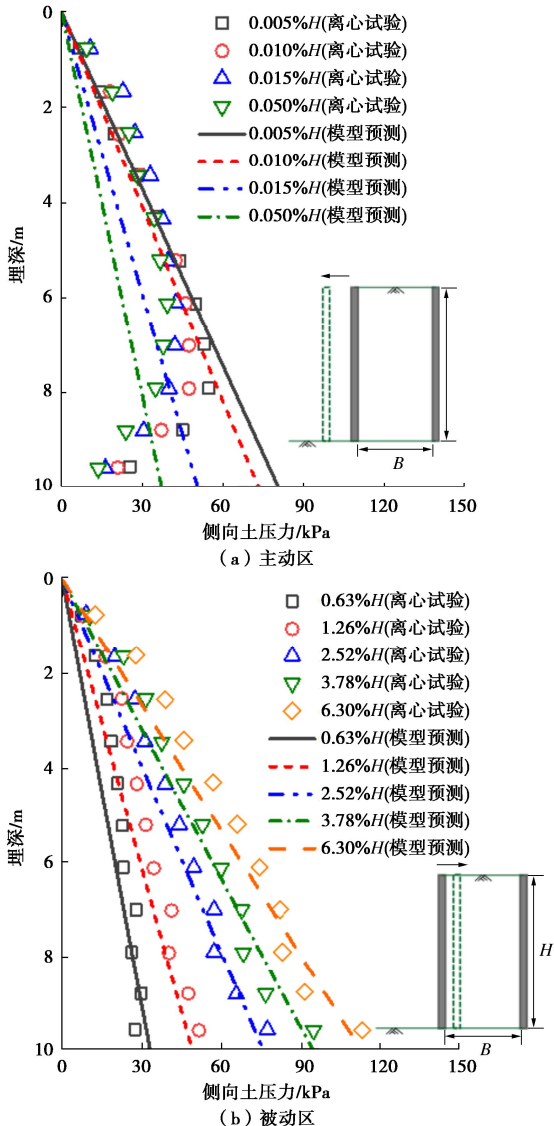 0.005%H(离心试验)
0.010%H(离心试验)
0.015%H(离心试验)
0.050%H(离心试验)
0.005%H(模型预测)
0.010%H(模型预测)
0.015%H(模型预测)
0.050%H(模型预测)
0
2
4
6
8
10
埋深/m
B
0 30 60 90 120 150
侧向土压力/kPa
(a)主动区
0.63%H(离心试验)
1.26%H(离心试验)
2.52%H(离心试验)
3.78%H(离心试验)
6.30%H(离心试验)
0.63%H(模型预测)
1.26%H(模型预测)
2.52%H(模型预测)
3.78%H(模型预测)
6.30%H(模型预测)
0
2
4
6
8
10
埋深/m
H
B
0 30 60 90 120 150
侧向土压力/kPa
(b)被动区